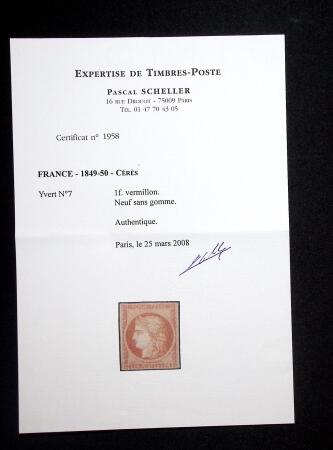 EXPERTISE DE TIMBRES-POSTE
PASCAL SCHELLER
16 RUE DROUOT - 75009 PARIS
TÉL. 01 47 70 43 05
Certificat n° 1958
FRANCE - 1849-50 - CÉRÈS
Yvert N°7 1f. vermillon.
Neuf sans gomme.
Authentique.
Paris, le 25 mars 2008